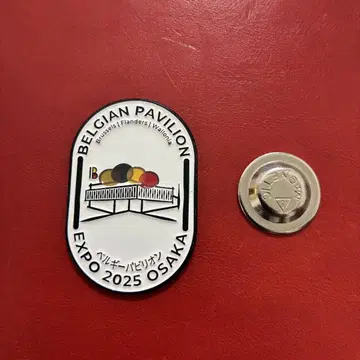 BELGIAN PAVILION
Brussels | Flanders | Wallonia
B
ベルギーパビリオン
EXPO 2025 OSAKA